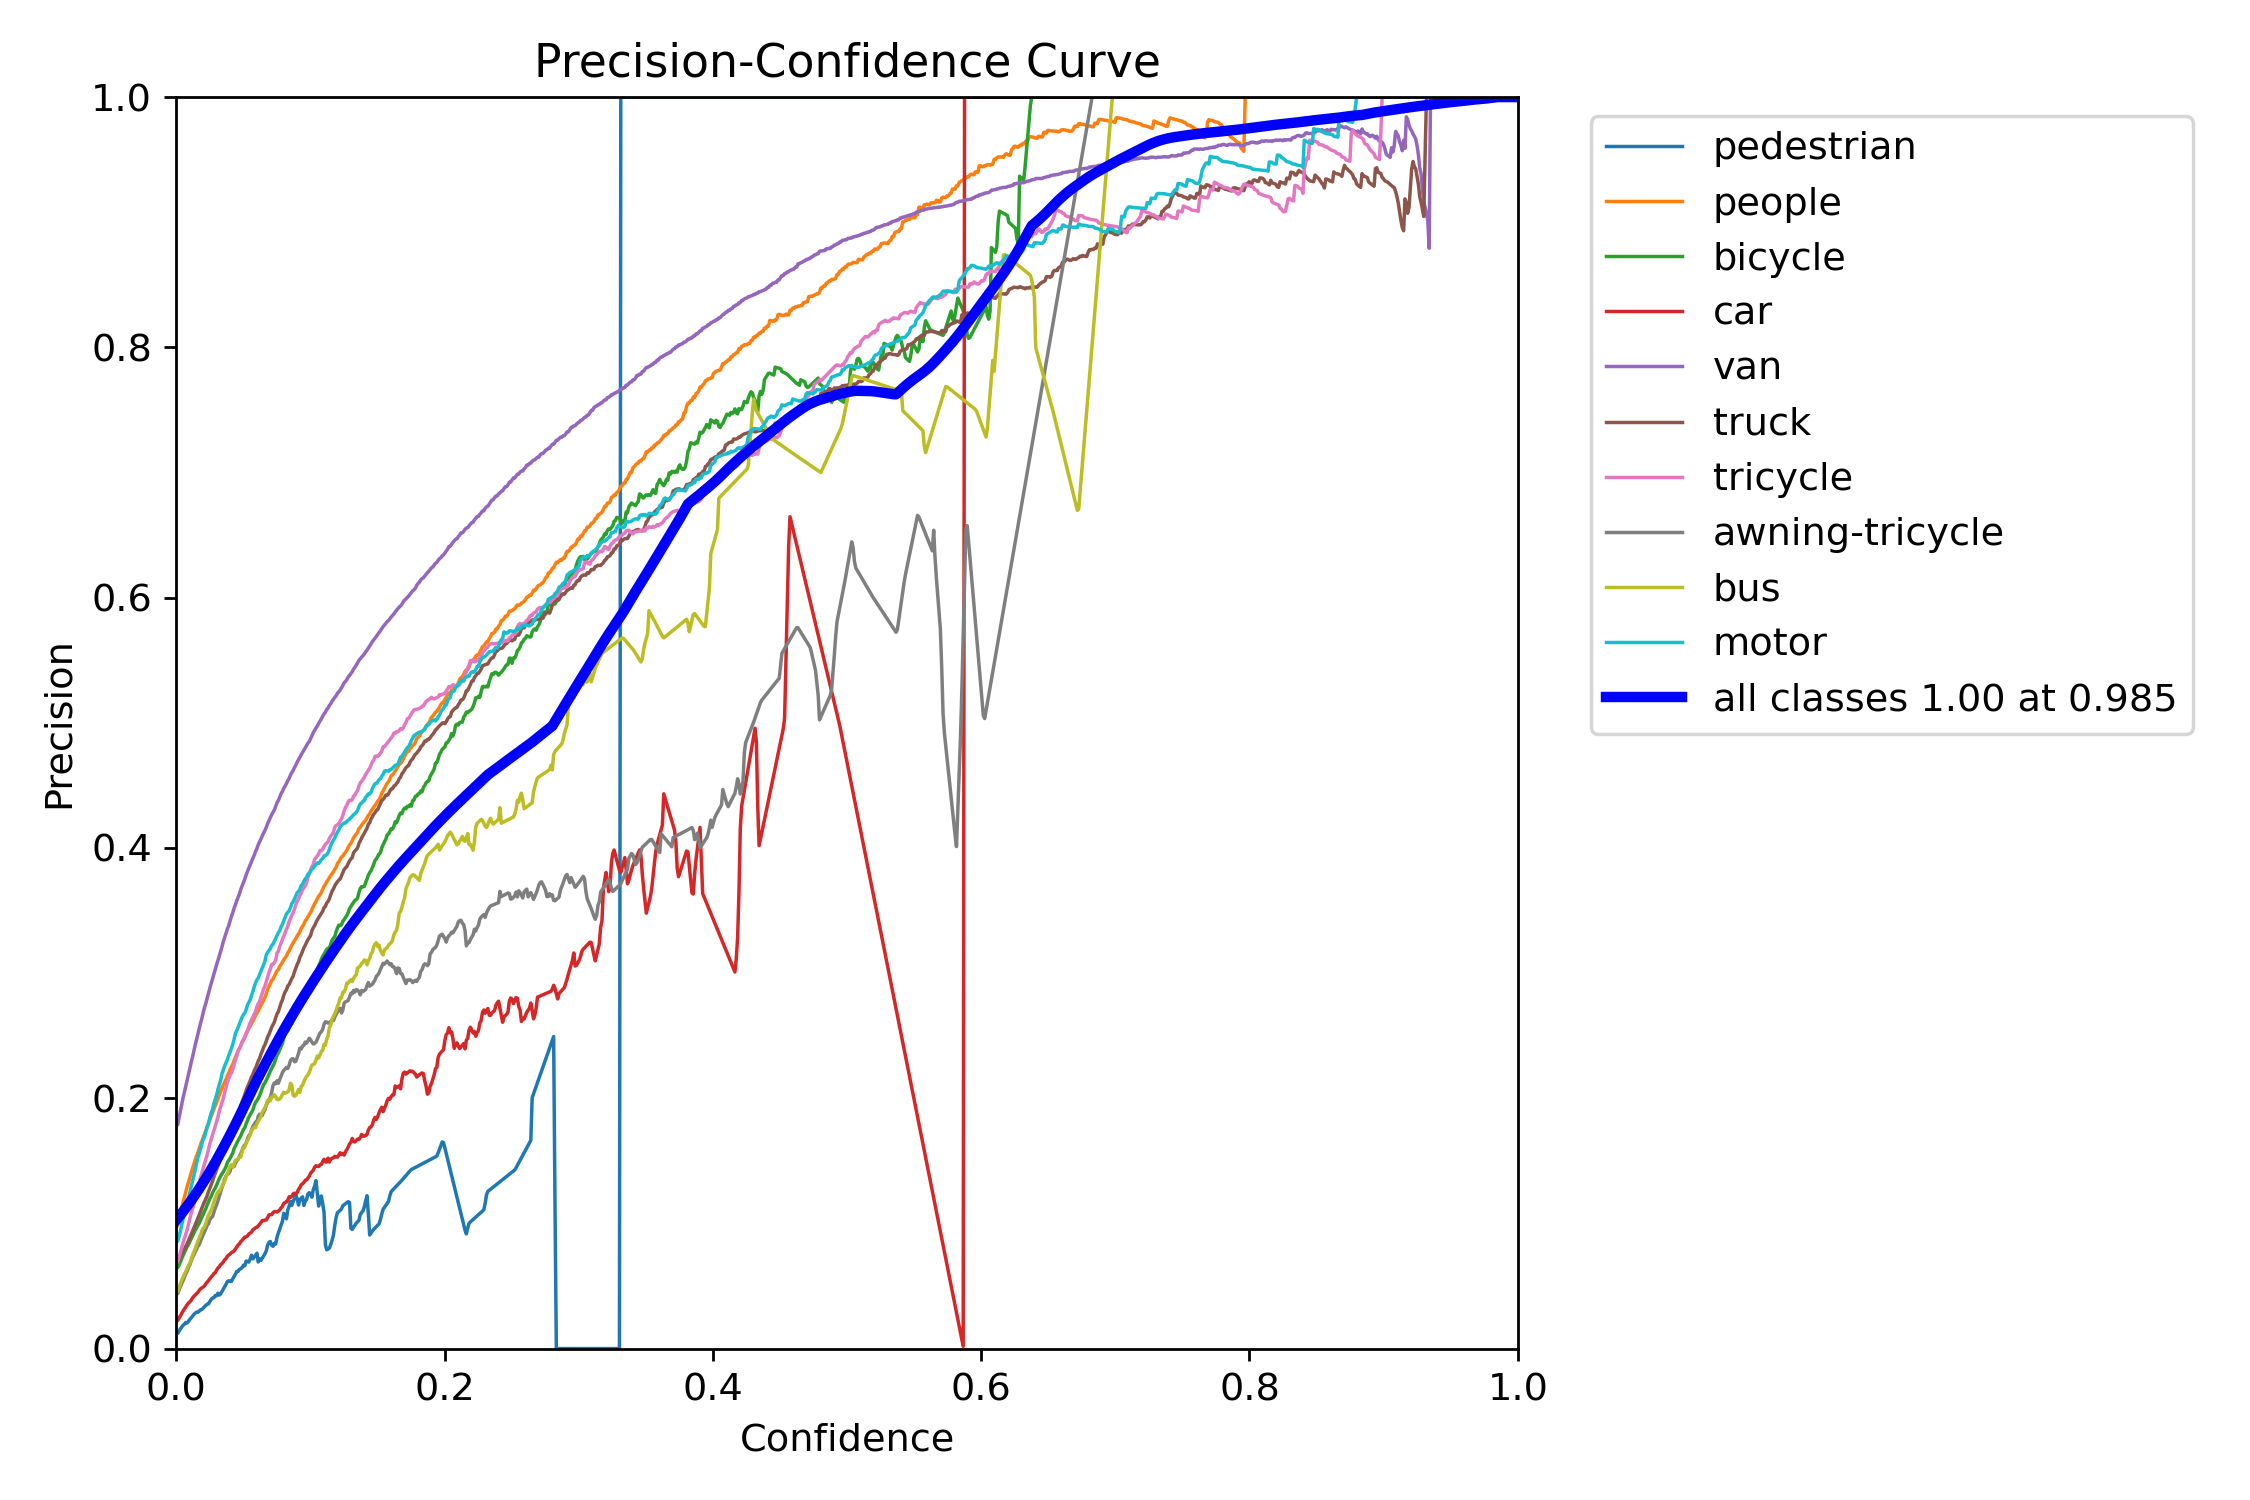 Precision-Confidence Curve
1.0
0.8
0.6
0.4
0.2
0.0
Precision
0.0 0.2 0.4 0.6 0.8 1.0
Confidence
pedestrian
people
bicycle
car
van
truck
tricycle
awning-tricycle
bus
motor
all classes 1.00 at 0.985